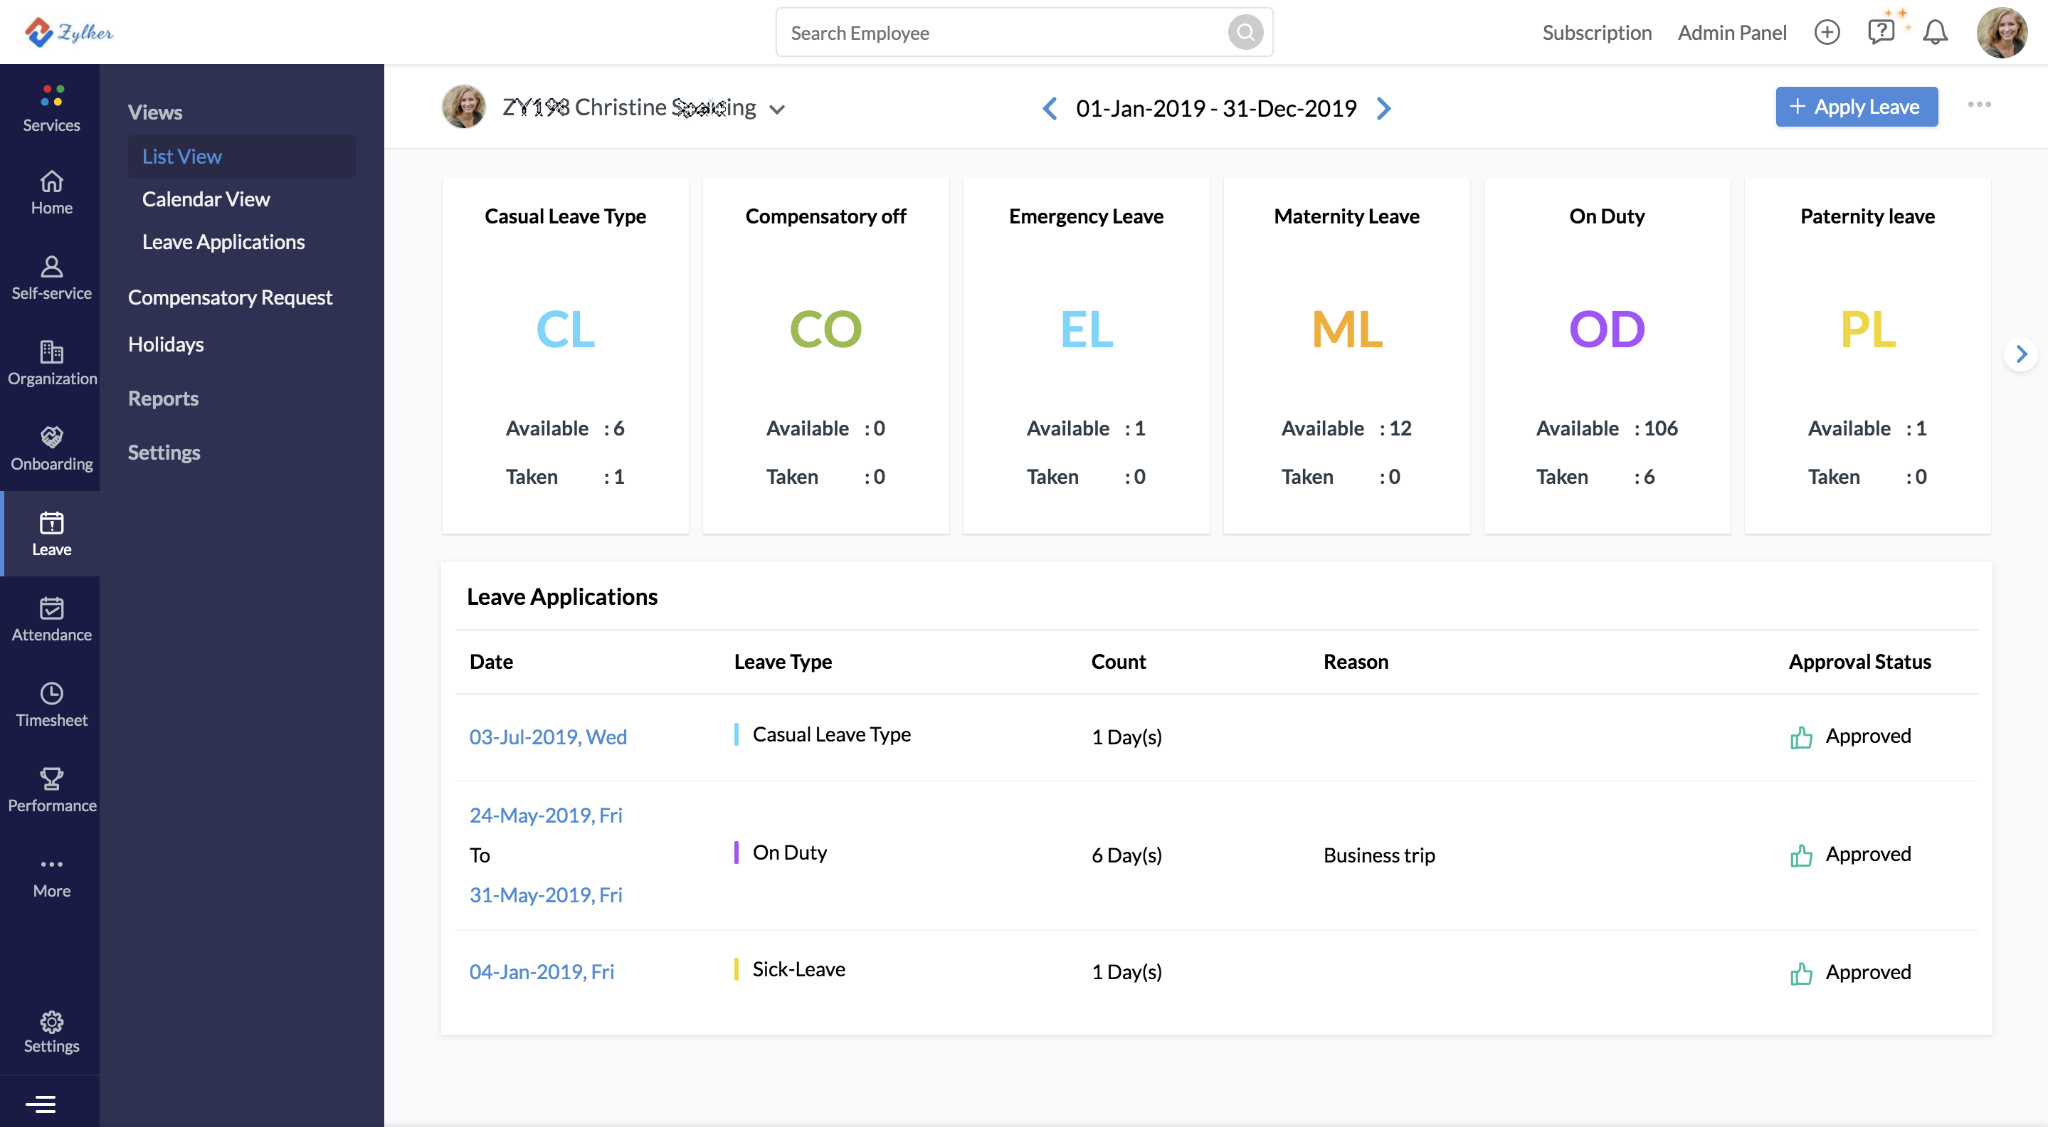 Zylker
Search Employee
Subscription
Admin Panel
Services
Home
Self-service
Organization
Onboarding
Leave
Attendance
Timesheet
Performance
More
Settings
Views
List View
Calendar View
Leave Applications
Compensatory Request
Holidays
Reports
Settings
Christine
01-Jan-2019 - 31-Dec-2019
+ Apply Leave
Casual Leave Type
CL
Available : 6
Taken : 1
Compensatory off
CO
Available : 0
Taken : 0
Emergency Leave
EL
Available : 1
Taken : 0
Maternity Leave
ML
Available : 12
Taken : 0
On Duty
OD
Available : 106
Taken : 6
Paternity leave
PL
Available : 1
Taken : 0
Leave Applications
Date Leave Type Count Reason Approval Status
03-Jul-2019, Wed Casual Leave Type 1 Day(s) Approved
24-May-2019, Fri
To On Duty 6 Day(s) Business trip Approved
31-May-2019, Fri
04-Jan-2019, Fri Sick-Leave 1 Day(s) Approved